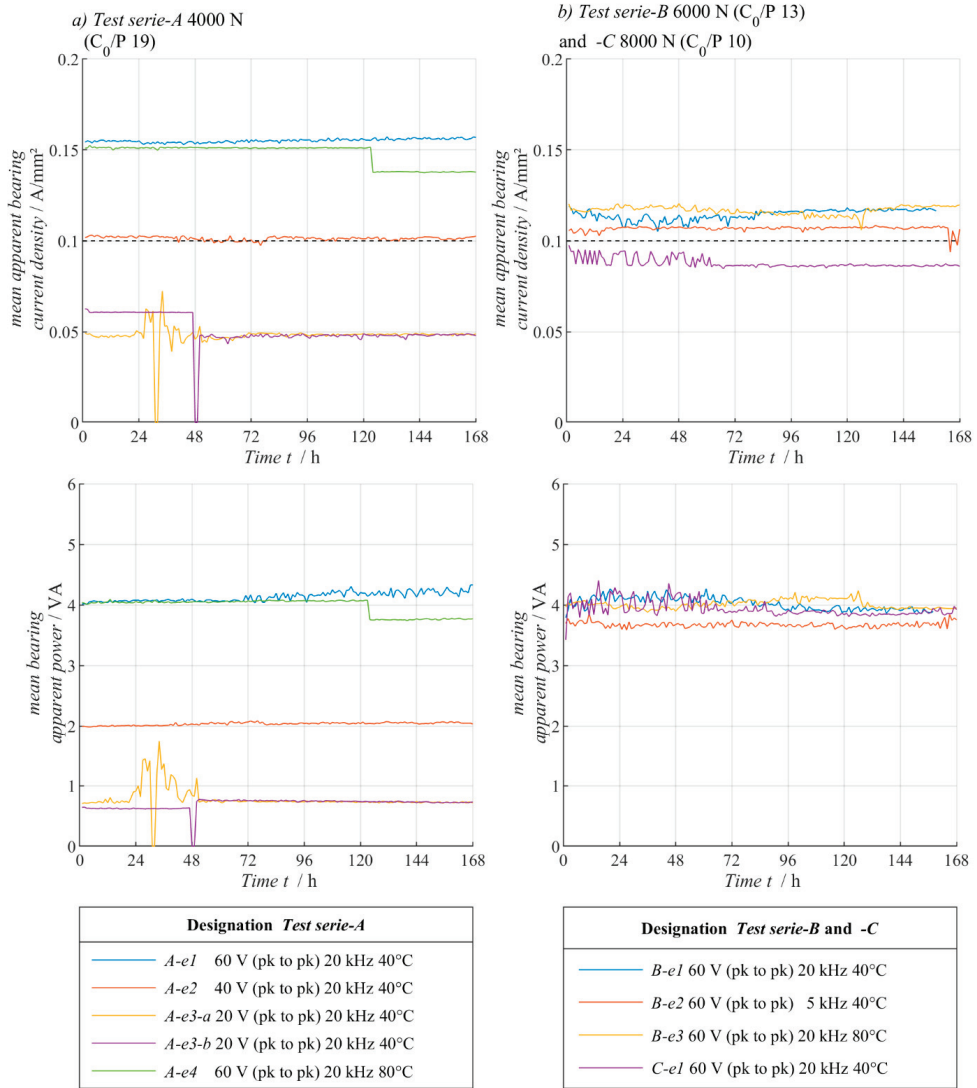 a) Test serie-A 4000 N
(C0/P 19)
b) Test serie-B 6000 N (C0/P 13)
and -C 8000 N (C0/P 10)
mean apparent bearing
current density / A/mm²
0.2
0.15
0.1
0.05
0
0 24 48 72 96 120 144 168
Time t / h
mean apparent bearing
current density / A/mm²
0.2
0.15
0.1
0.05
0
0 24 48 72 96 120 144 168
Time t / h
mean bearing
apparent power / VA
6
5
4
3
2
1
0
0 24 48 72 96 120 144 168
Time t / h
mean bearing
apparent power / VA
6
5
4
3
2
1
0
0 24 48 72 96 120 144 168
Time t / h
Designation Test serie-A
A-e1 60 V (pk to pk) 20 kHz 40°C
A-e2 40 V (pk to pk) 20 kHz 40°C
A-e3-a 20 V (pk to pk) 20 kHz 40°C
A-e3-b 20 V (pk to pk) 20 kHz 40°C
A-e4 60 V (pk to pk) 20 kHz 80°C
Designation Test serie-B and -C
B-e1 60 V (pk to pk) 20 kHz 40°C
B-e2 60 V (pk to pk) 5 kHz 40°C
B-e3 60 V (pk to pk) 20 kHz 80°C
C-e1 60 V (pk to pk) 20 kHz 40°C